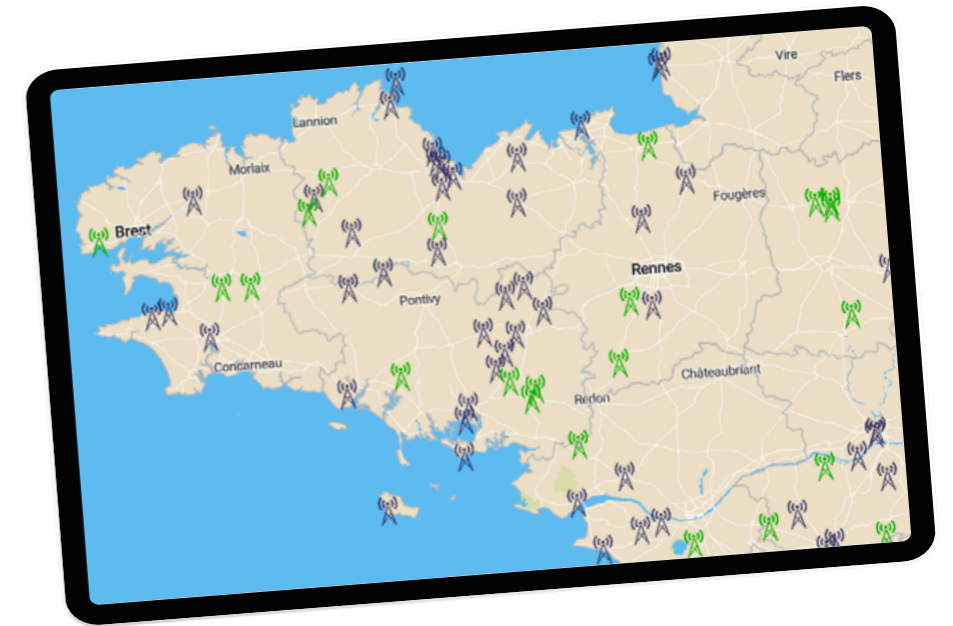 Vire
Flers
Lannion
Morlaix
Fougères
Brest
Rennes
Pontivy
Concarneau
Châteaubriant
Redon